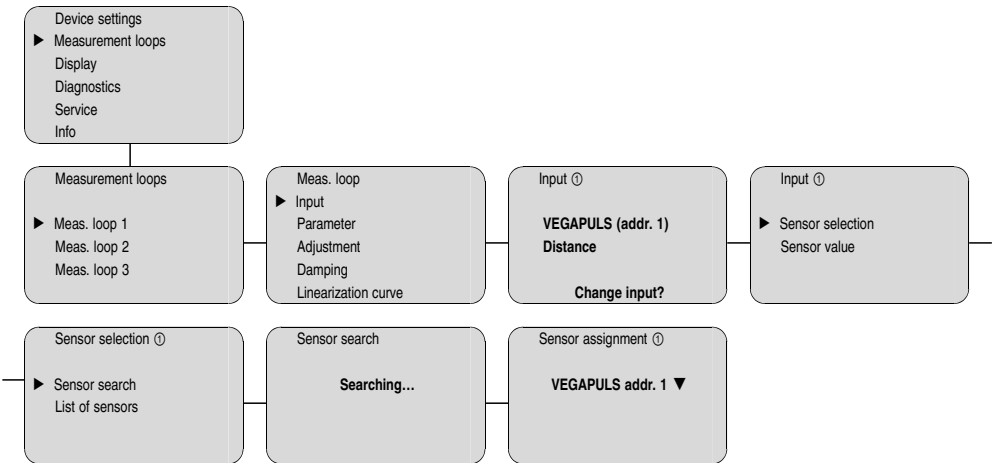 Device settings
▶ Measurement loops
Display
Diagnostics
Service
Info
Measurement loops
▶ Meas. loop 1
Meas. loop 2
Meas. loop 3
Meas. loop
▶ Input
Parameter
Adjustment
Damping
Linearization curve
Input ①
VEGAPULS (addr. 1)
Distance
Change input?
Input ①
▶ Sensor selection
Sensor value
Sensor selection ①
▶ Sensor search
List of sensors
Sensor search
Searching...
Sensor assignment ①
VEGAPULS addr. 1 ▼